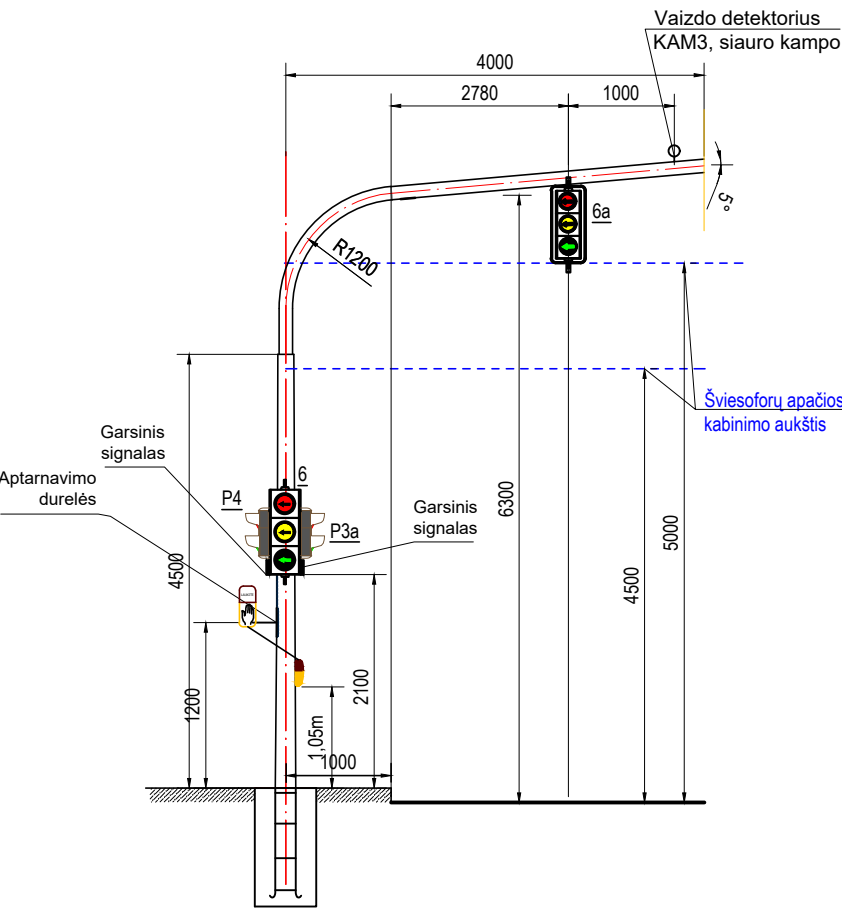 Vaizdo detektorius
KAM3, siauro kampo
4000
2780
1000
5°
6a
R1200
Šviesoforų apačios
kabinimo aukštis
Garsinis
signalas
6
Aptarnavimo
durelės
P4
P3a
Garsinis
signalas
6300
5000
4500
4500
2100
1200
1,05m
1000